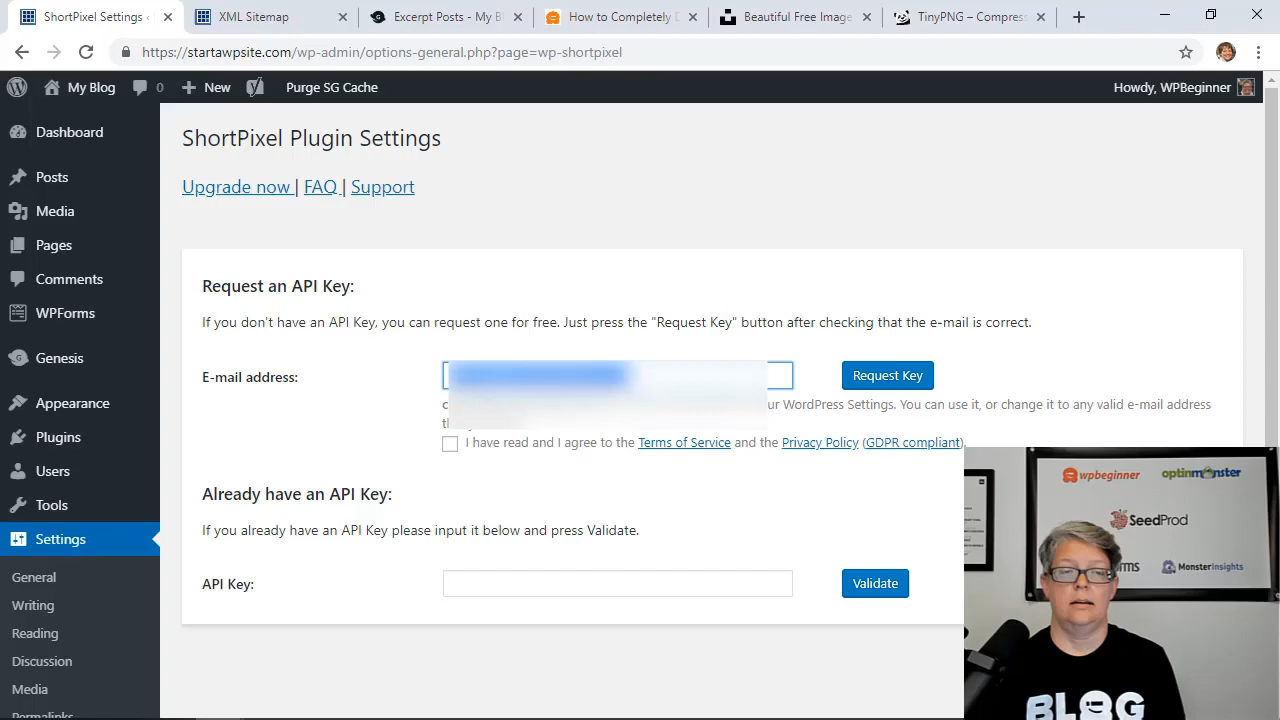 ShortPixel Settings ‹
XML Sitemap
Excerpt Posts - My B
How to Completely D
Beautiful Free Image
TinyPNG – Compress
https://startawpsite.com/wp-admin/options-general.php?page=wp-shortpixel
My Blog
0
New
Purge SG Cache
Howdy, WPBeginner
Dashboard
Posts
Media
Pages
Comments
WPForms
Genesis
Appearance
Plugins
Users
Tools
Settings
General
Writing
Reading
Discussion
Media
Permalinks
ShortPixel Plugin Settings
Upgrade now | FAQ | Support
Request an API Key:
If you don't have an API Key, you can request one for free. Just press the "Request Key" button after checking that the e-mail is correct.
E-mail address:
Request Key
WordPress Settings. You can use it, or change it to any valid e-mail address
I have read and I agree to the Terms of Service and the Privacy Policy (GDPR compliant).
Already have an API Key:
If you already have an API Key please input it below and press Validate.
API Key:
Validate
wpbeginner
optinmonster
SeedProd
MonsterInsights
BLOG